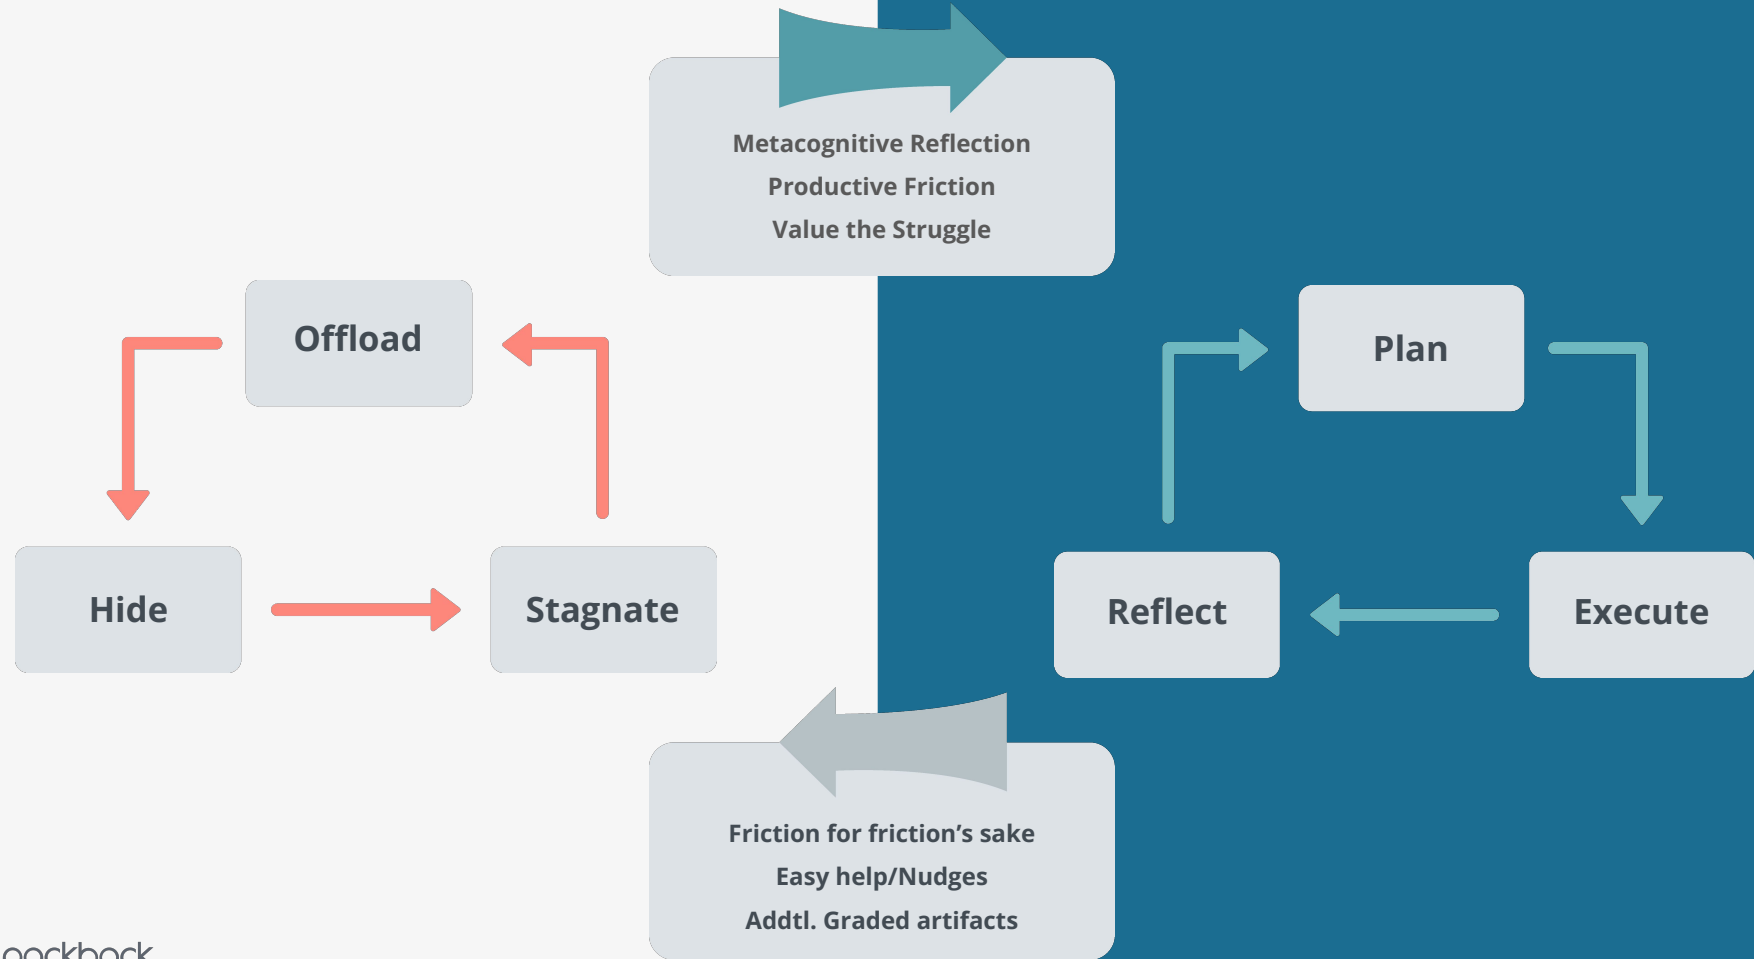 Metacognitive Reflection
Productive Friction
Value the Struggle
Offload
Hide
Stagnate
Plan
Reflect
Execute
Friction for friction's sake
Easy help/Nudges
Addtl. Graded artifacts
packback